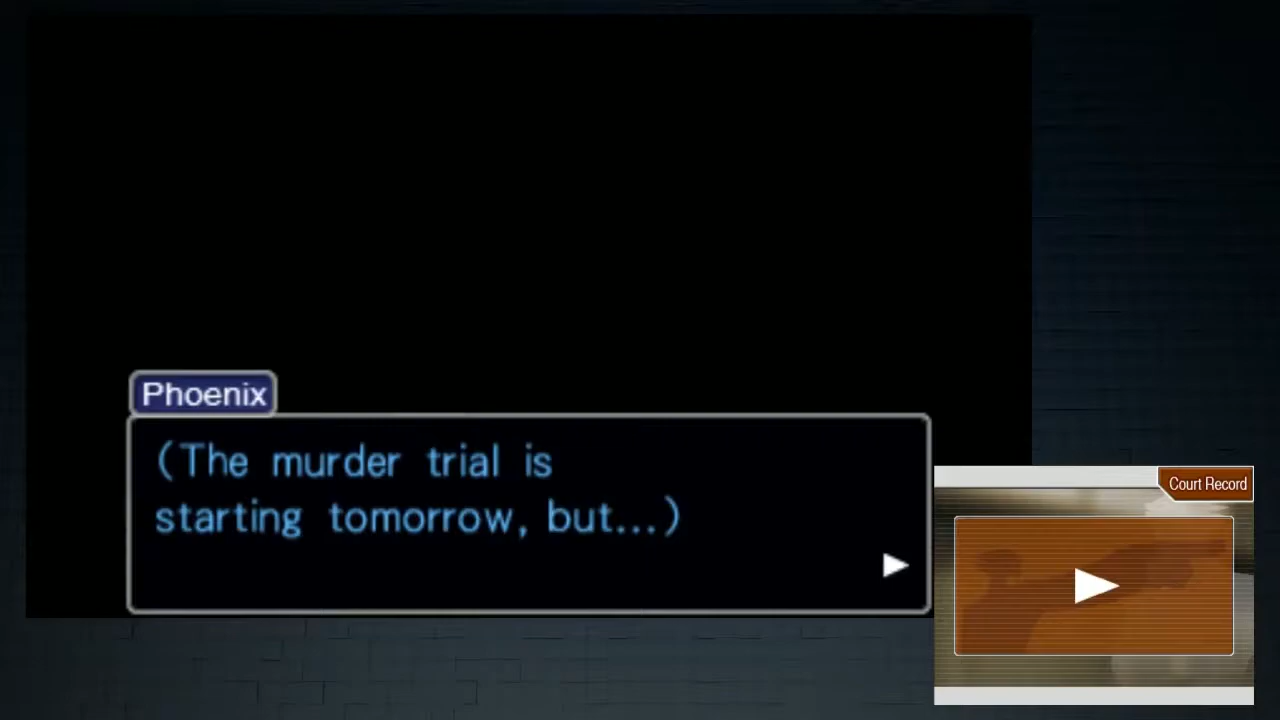 Phoenix
(The murder trial is
starting tomorrow, but...)
Court Record